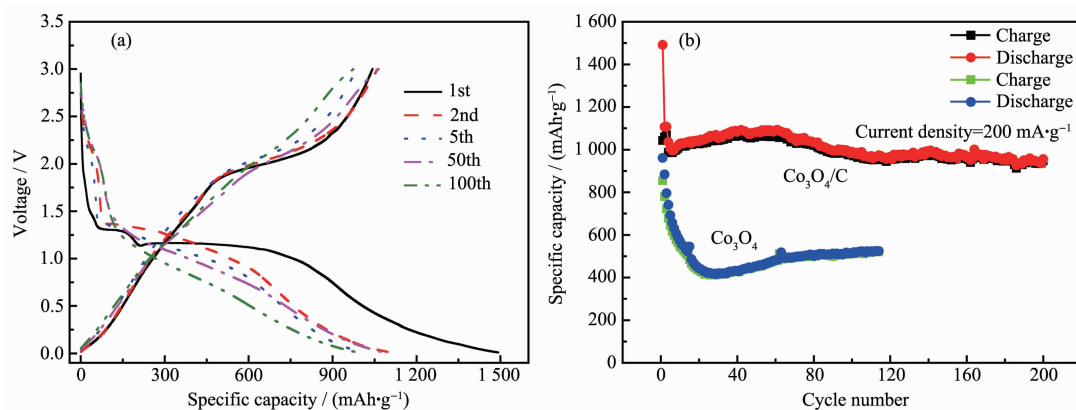 3.5
3.0
2.5
2.0
1.5
1.0
0.5
0.0
Voltage / V
(a)
1st
2nd
5th
50th
100th
0 300 600 900 1 200 1 500
Specific capacity / (mAh·g⁻¹)
1 600
1 400
1 200
1 000
800
600
400
200
0
Specific capacity / (mAh·g⁻¹)
(b)
Charge
Discharge
Charge
Discharge
Current density=200 mA·g⁻¹
Co₃O₄/C
Co₃O₄
0 40 80 120 160 200
Cycle number